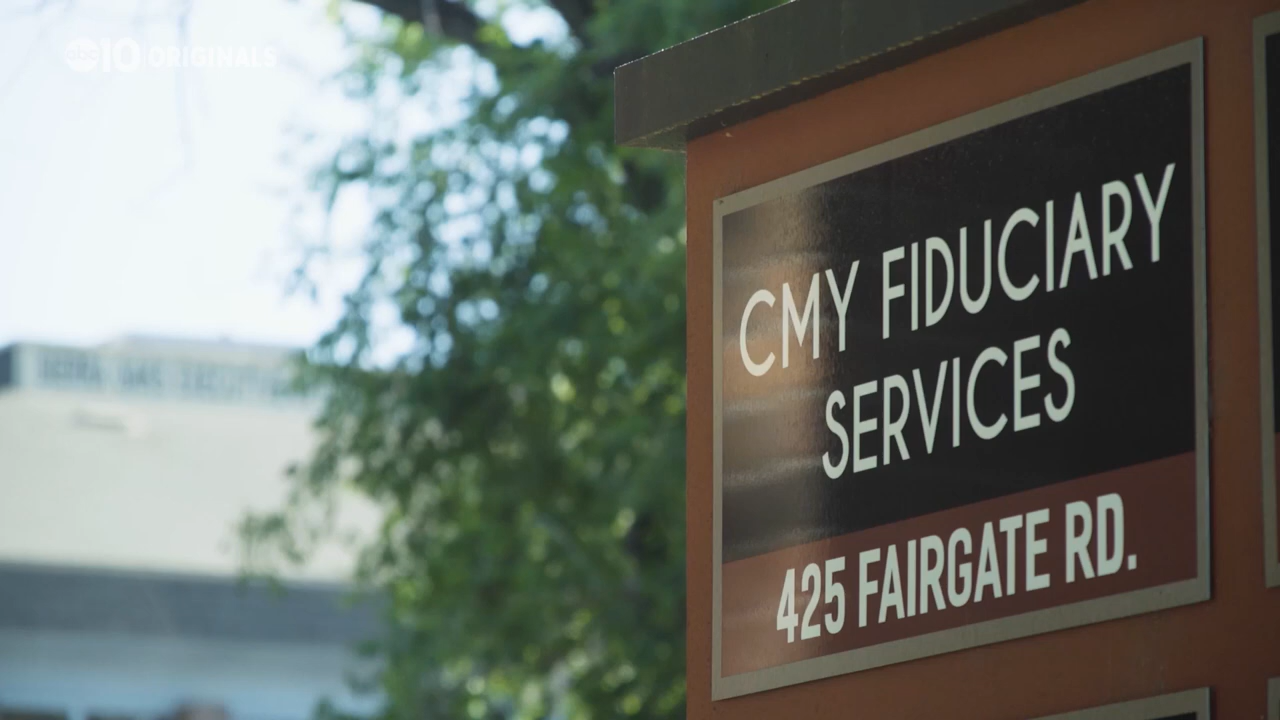 abc10 ORIGINALS
CMY FIDUCIARY
SERVICES
425 FAIRGATE RD.